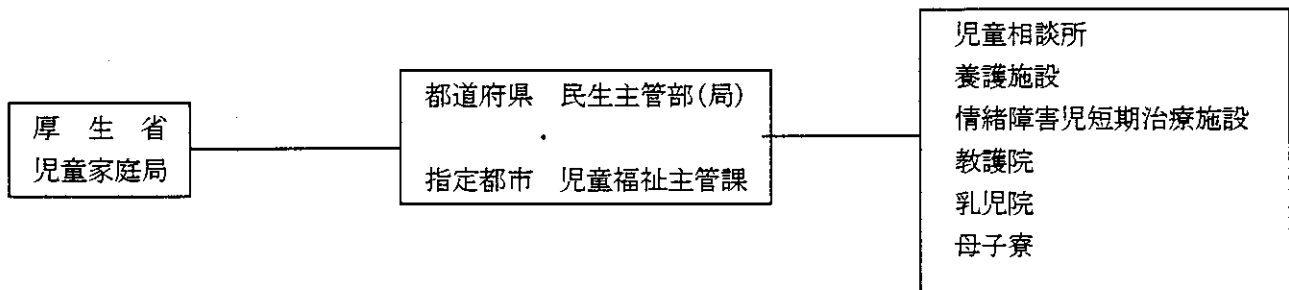 厚　生　省
児童家庭局
都道府県　民生主管部(局)
・
指定都市　児童福祉主管課
児童相談所
養護施設
情緒障害児短期治療施設
教護院
乳児院
母子寮